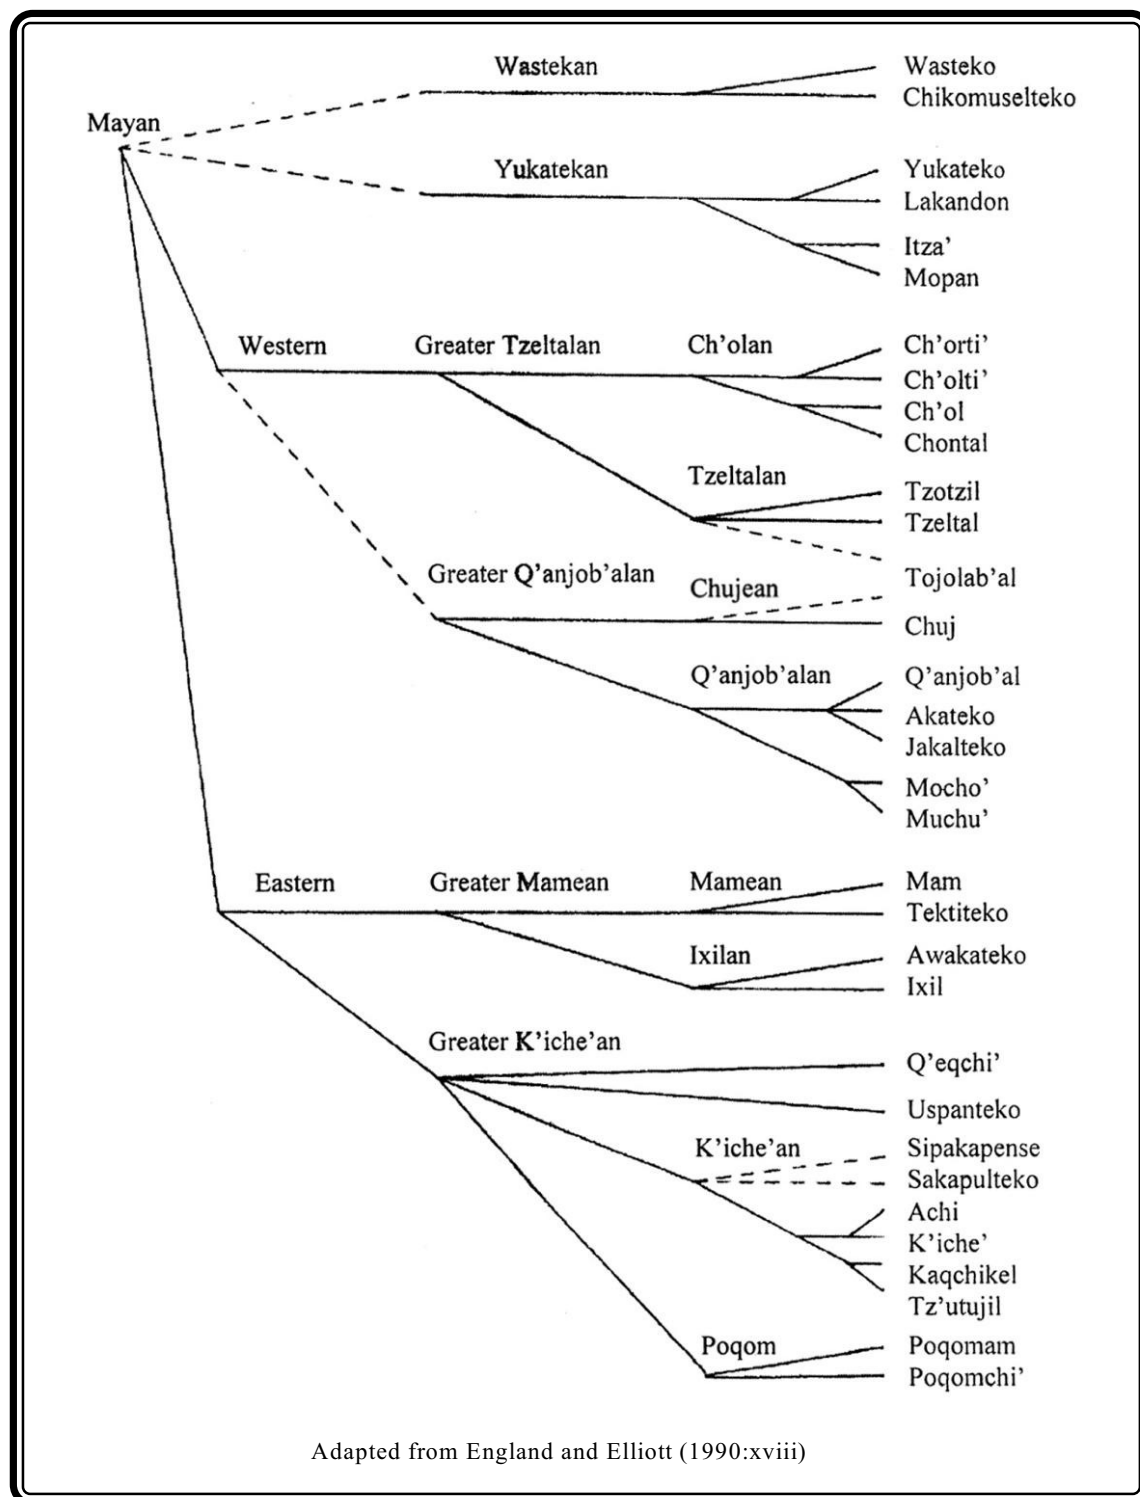 Wastekan
Wasteko
Chikomuselteko
Mayan
Yukatekan
Yukateko
Lakandon
Itza'
Mopan
Western
Greater Tzeltalan
Ch'olan
Ch'orti'
Ch'olti'
Ch'ol
Chontal
Tzeltalan
Tzotzil
Tzeltal
Greater Q'anjob'alan
Chujean
Tojolab'al
Chuj
Q'anjob'alan
Q'anjob'al
Akateko
Jakalteko
Mocho'
Muchu'
Eastern
Greater Mamean
Mamean
Mam
Tektiteko
Ixilan
Awakateko
Ixil
Greater K'iche'an
Q'eqchi'
Uspanteko
K'iche'an
Sipakapense
Sakapulteko
Achi
K'iche'
Kaqchikel
Tz'utujil
Poqom
Poqomam
Poqomchi'
Adapted from England and Elliott (1990:xviii)